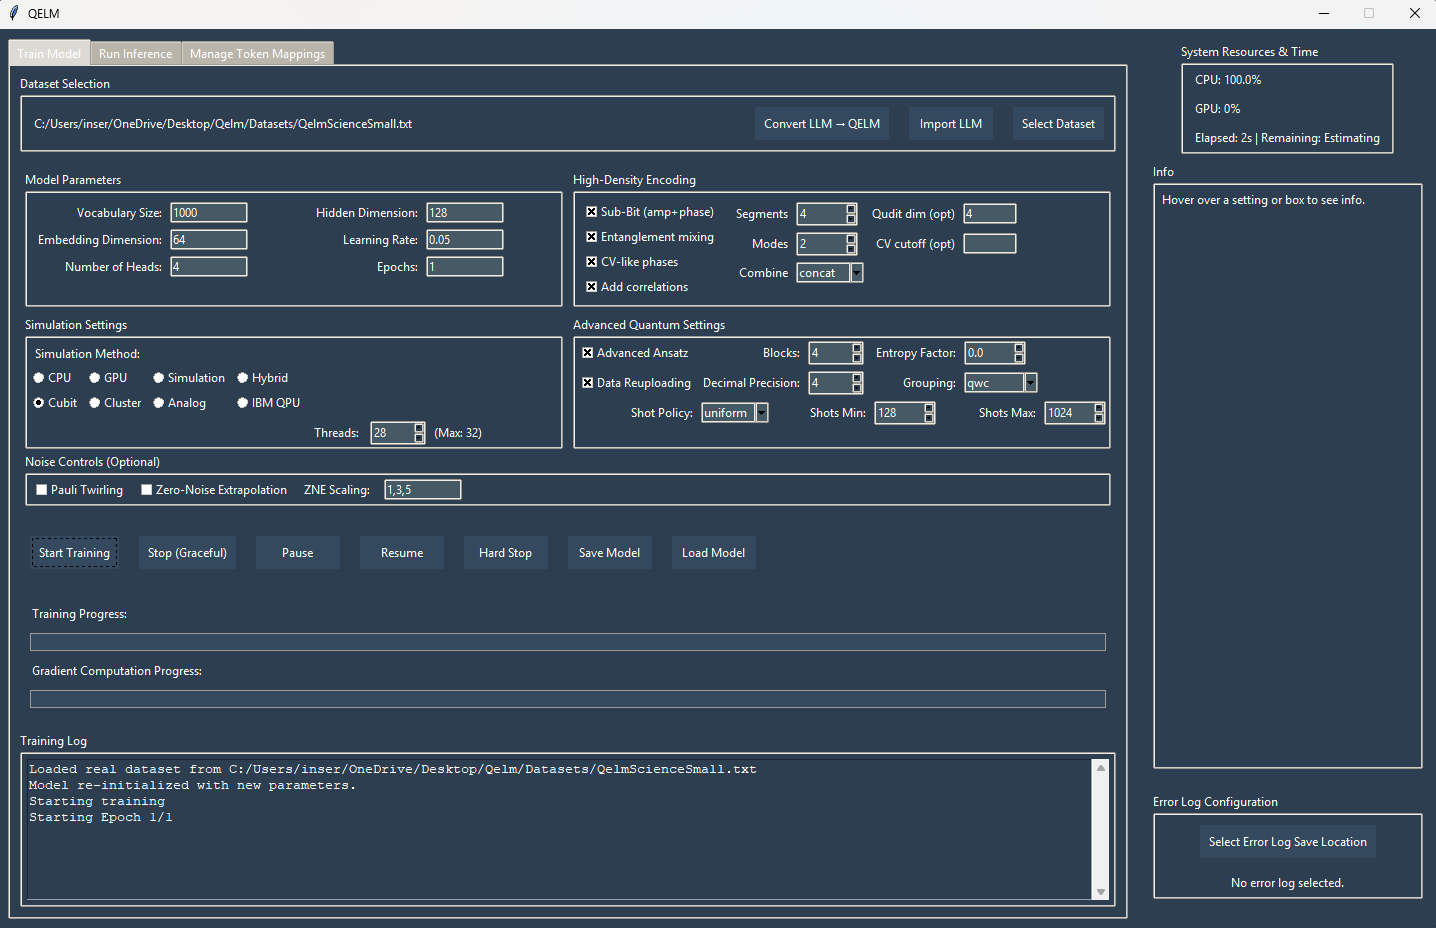 QELM
Train Model Run Inference Manage Token Mappings
Dataset Selection
C:/Users/inser/OneDrive/Desktop/Qelm/Datasets/QelmScienceSmall.txt
Convert LLM → QELM Import LLM Select Dataset
Model Parameters
Vocabulary Size: 1000 Hidden Dimension: 128
Embedding Dimension: 64 Learning Rate: 0.05
Number of Heads: 4 Epochs: 1
High-Density Encoding
Sub-Bit (amp+phase) Segments 4 Qudit dim (opt) 4
Entanglement mixing Modes 2 CV cutoff (opt)
CV-like phases Combine concat
Add correlations
Simulation Settings
Simulation Method:
CPU GPU Simulation Hybrid
Cubit Cluster Analog IBM QPU
Threads: 28 (Max: 32)
Advanced Quantum Settings
Advanced Ansatz Blocks: 4 Entropy Factor: 0.0
Data Reuploading Decimal Precision: 4 Grouping: qwc
Shot Policy: uniform Shots Min: 128 Shots Max: 1024
Noise Controls (Optional)
Pauli Twirling Zero-Noise Extrapolation ZNE Scaling: 1,3,5
Start Training Stop (Graceful) Pause Resume Hard Stop Save Model Load Model
Training Progress:
Gradient Computation Progress:
Training Log
Loaded real dataset from C:/Users/inser/OneDrive/Desktop/Qelm/Datasets/QelmScienceSmall.txt
Model re-initialized with new parameters.
Starting training
Starting Epoch 1/1
System Resources & Time
CPU: 100.0%
GPU: 0%
Elapsed: 2s | Remaining: Estimating
Info
Hover over a setting or box to see info.
Error Log Configuration
Select Error Log Save Location
No error log selected.